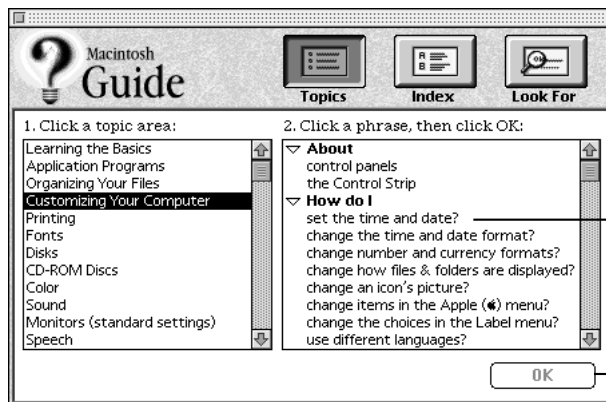 Macintosh
Guide
Topics
Index
Look For
1. Click a topic area:
Learning the Basics
Application Programs
Organizing Your Files
Customizing Your Computer
Printing
Fonts
Disks
CD-ROM Discs
Color
Sound
Monitors (standard settings)
Speech
2. Click a phrase, then click OK:
About
control panels
the Control Strip
How do I
set the time and date?
change the time and date format?
change number and currency formats?
change how files & folders are displayed?
change an icon's picture?
change items in the Apple () menu?
change the choices in the Label menu?
use different languages?
OK